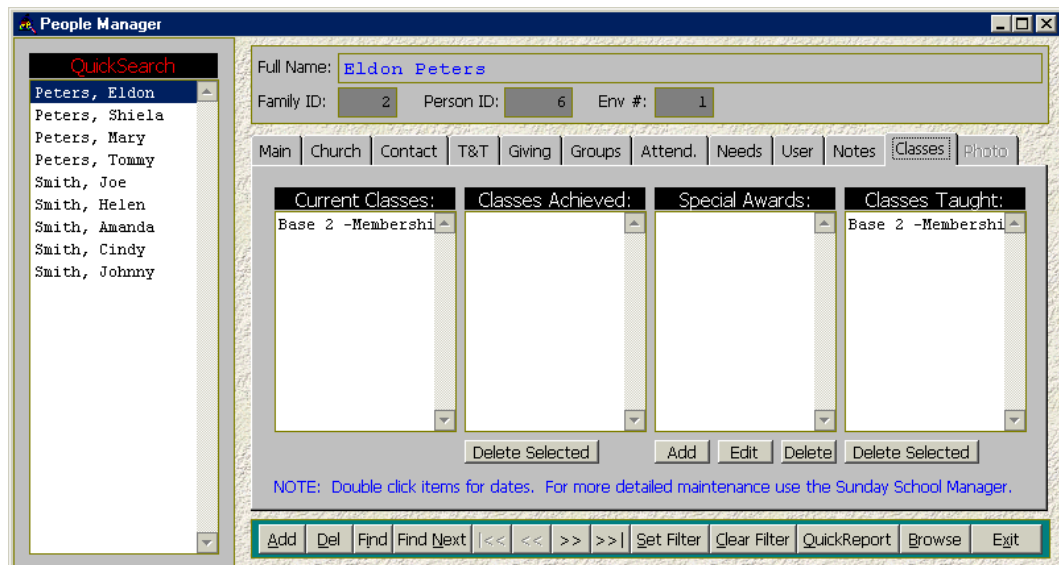 People Manager
QuickSearch
Peters, Eldon
Peters, Shiela
Peters, Mary
Peters, Tommy
Smith, Joe
Smith, Helen
Smith, Amanda
Smith, Cindy
Smith, Johnny
Full Name: Eldon Peters
Family ID: 2 Person ID: 6 Env #: 1
Main Church Contact T&T Giving Groups Attend. Needs User Notes Classes Photo
Current Classes: Classes Achieved: Special Awards: Classes Taught:
Base 2 -Membershi Base 2 -Membershi
Delete Selected Add Edit Delete Delete Selected
NOTE: Double click items for dates. For more detailed maintenance use the Sunday School Manager.
Add Del Find Find Next |<< << >> >>| Set Filter Clear Filter QuickReport Browse Exit